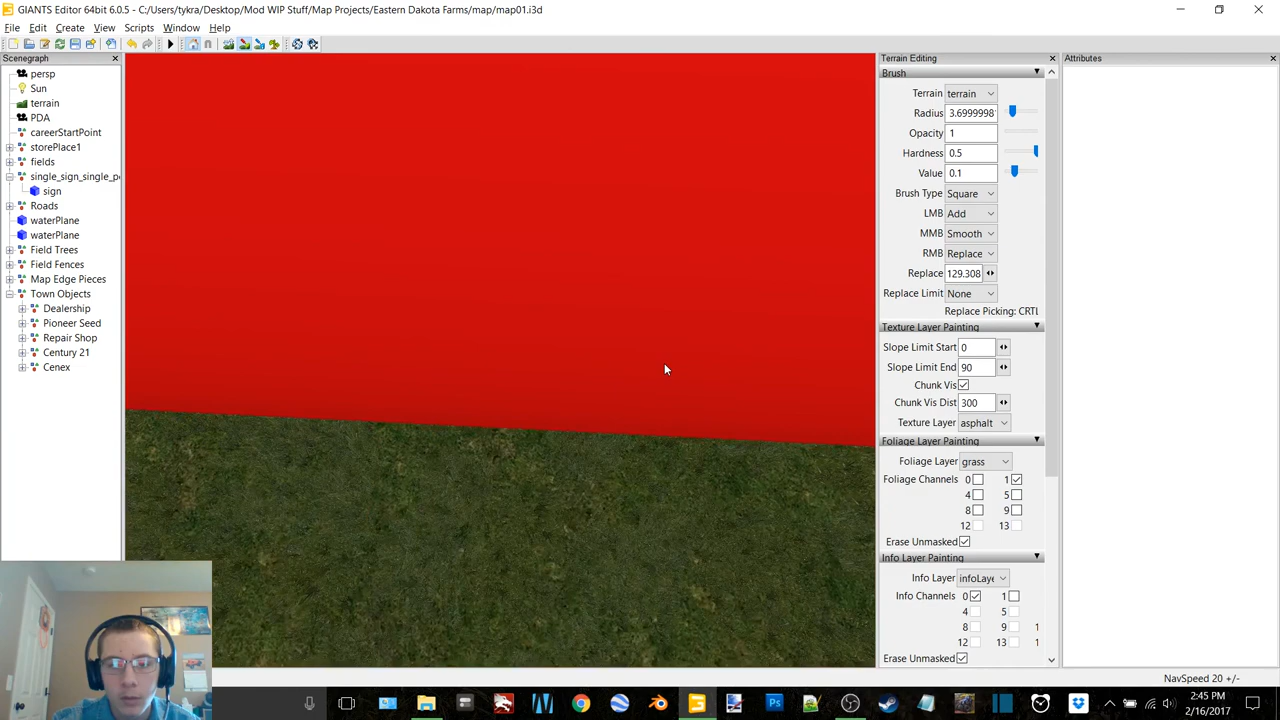 GIANTS Editor 64bit 6.0.5 - C:/Users/tykra/Desktop/Mod WIP Stuff/Map Projects/Eastern Dakota Farms/map/map01.i3d
File Edit Create Scripts Window Help
Scenegraph
persp
Sun
terrain
PDA
careerStartPoint
storePlace1
fields
single_sign_single_p
sign
Roads
waterPlane
waterPlane
Field Trees
Field Fences
Map Edge Pieces
Town Objects
Dealership
Pioneer Seed
Repair Shop
Century 21
Cenex
Terrain Editing
Brush
Terrain terrain
Radius 3.6999998
Opacity 1
Hardness 0.5
Value 0.1
Brush Type Square
LMB Add
MMB Smooth
RMB Replace
Replace 129.308
Replace Limit None
Replace Picking: CRTL
Texture Layer Painting
Slope Limit Start 0
Slope Limit End 90
Chunk Vis
Chunk Vis Dist 300
Texture Layer asphalt
Foliage Layer Painting
Foliage Layer grass
Foliage Channels 0 1
4 5
8 9
12 13
Erase Unmasked
Info Layer Painting
Info Layer infoLaye
Info Channels 0 1
4 5
8 9 1
12 13 1
Erase Unmasked
Attributes
NavSpeed 20 +/-
2:45 PM
2/16/2017